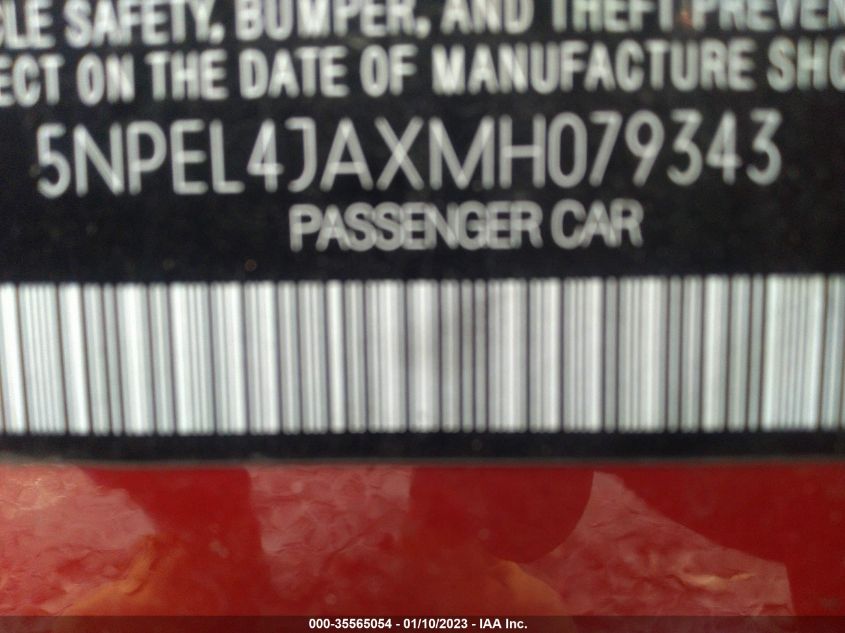 CLE SAFETY, BUMPER, AND THEFT PREVEN
ECT ON THE DATE OF MANUFACTURE SHO
5NPEL4JAXMH079343
PASSENGER CAR
000-35565054 - 01/10/2023 - IAA Inc.